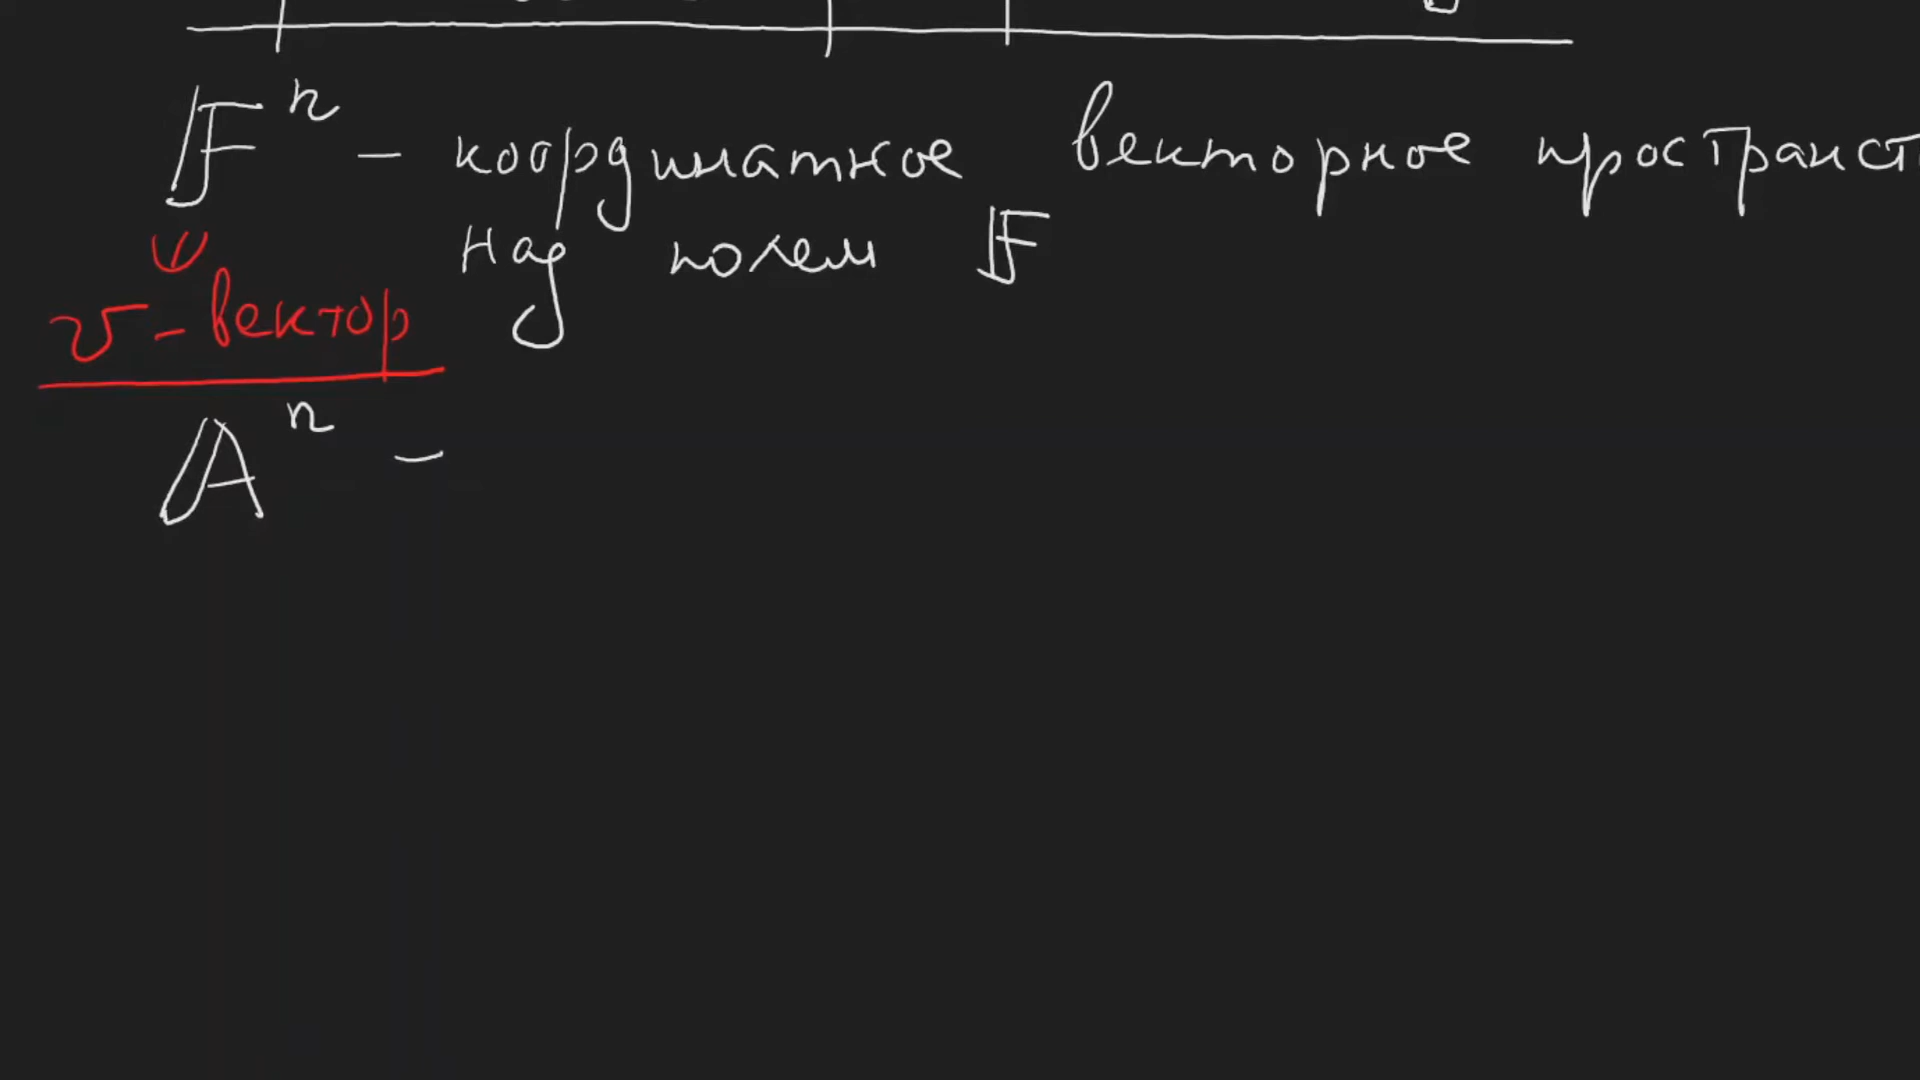 𝔽ⁿ – координатное векторное пространст
над полем 𝔽
v – вектор
𝔸ⁿ –